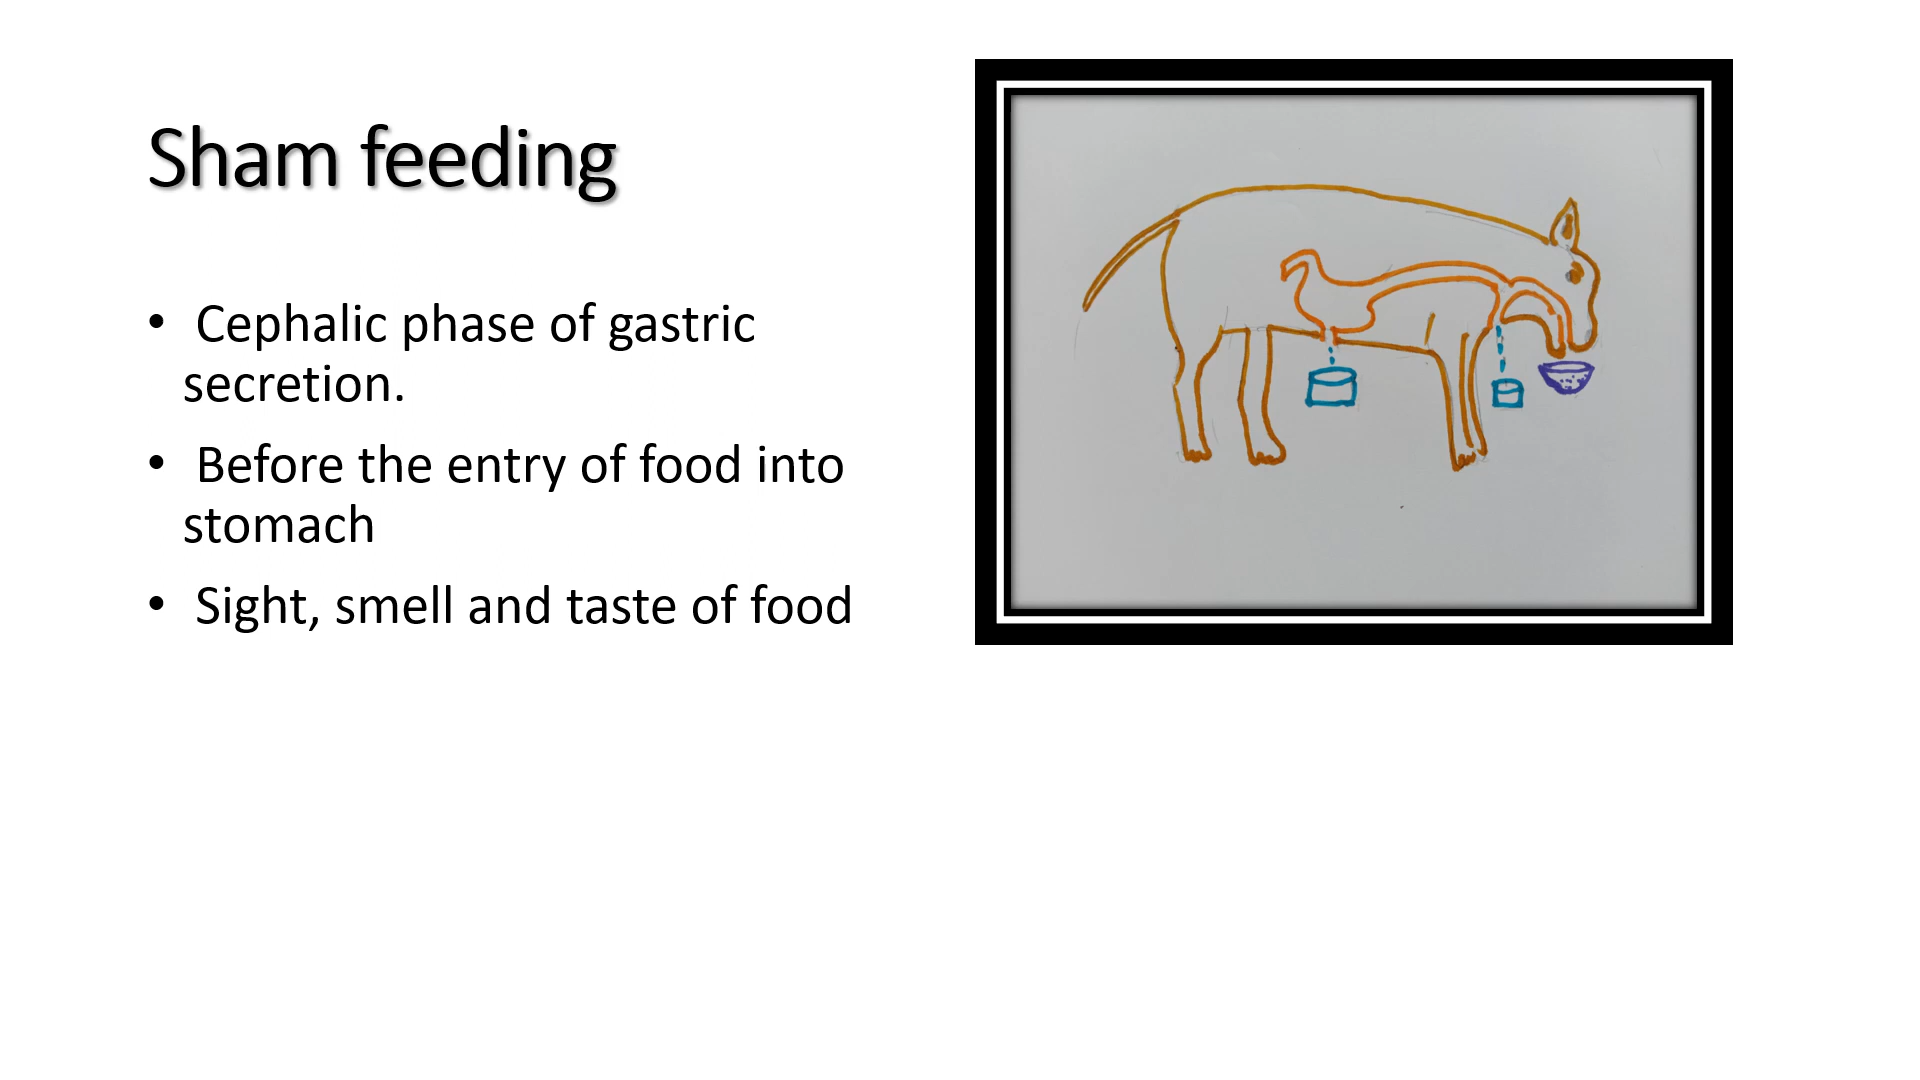 Sham feeding
• Cephalic phase of gastric
secretion.
• Before the entry of food into
stomach
• Sight, smell and taste of food